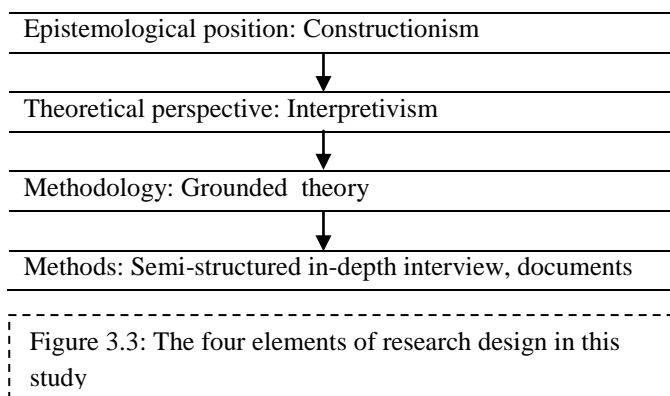 Epistemological position: Constructionism
Theoretical perspective: Interpretivism
Methodology: Grounded theory
Methods: Semi-structured in-depth interview, documents
Figure 3.3: The four elements of research design in this
study